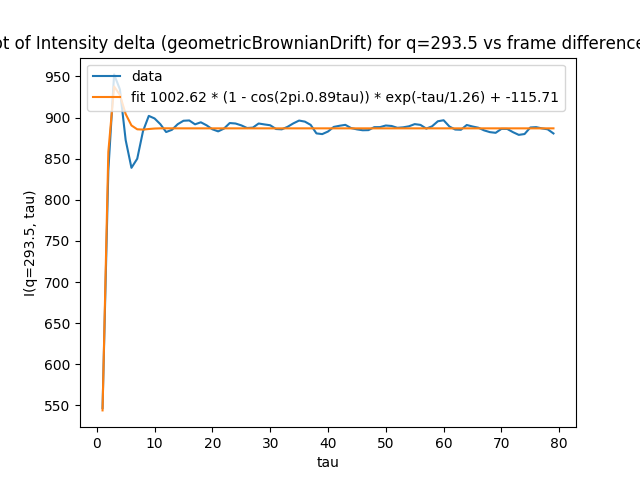 ot of Intensity delta (geometricBrownianDrift) for q=293.5 vs frame difference
data
fit 1002.62 * (1 - cos(2pi.0.89tau)) * exp(-tau/1.26) + -115.71
I(q=293.5, tau)
950
900
850
800
750
700
650
600
550
0 10 20 30 40 50 60 70 80
tau